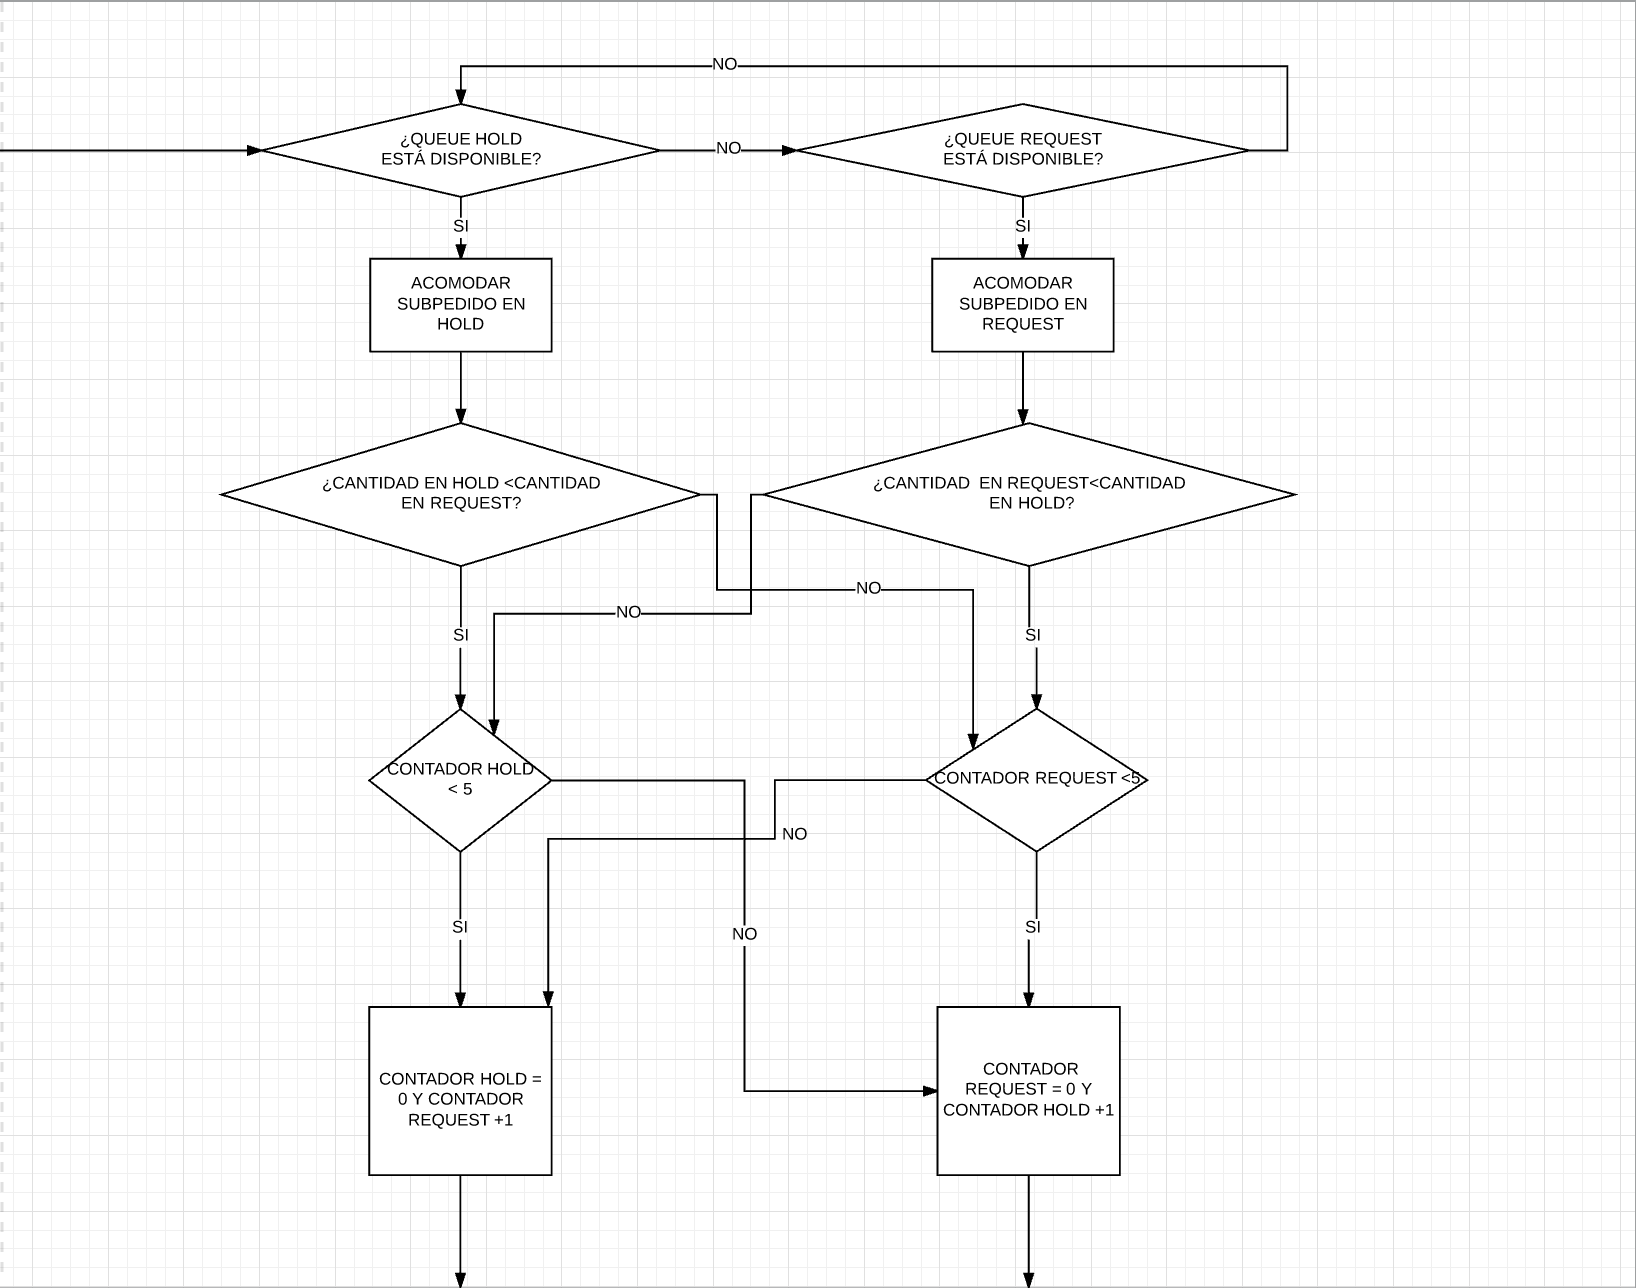 NO
¿QUEUE HOLD
ESTÁ DISPONIBLE?
NO
¿QUEUE REQUEST
ESTÁ DISPONIBLE?
SI
SI
ACOMODAR
SUBPEDIDO EN
HOLD
ACOMODAR
SUBPEDIDO EN
REQUEST
¿CANTIDAD EN HOLD <CANTIDAD
EN REQUEST?
¿CANTIDAD  EN REQUEST<CANTIDAD
EN HOLD?
NO
NO
SI
SI
CONTADOR HOLD
< 5
CONTADOR REQUEST <5
NO
SI
NO
SI
CONTADOR HOLD =
0 Y CONTADOR
REQUEST +1
CONTADOR
REQUEST = 0 Y
CONTADOR HOLD +1